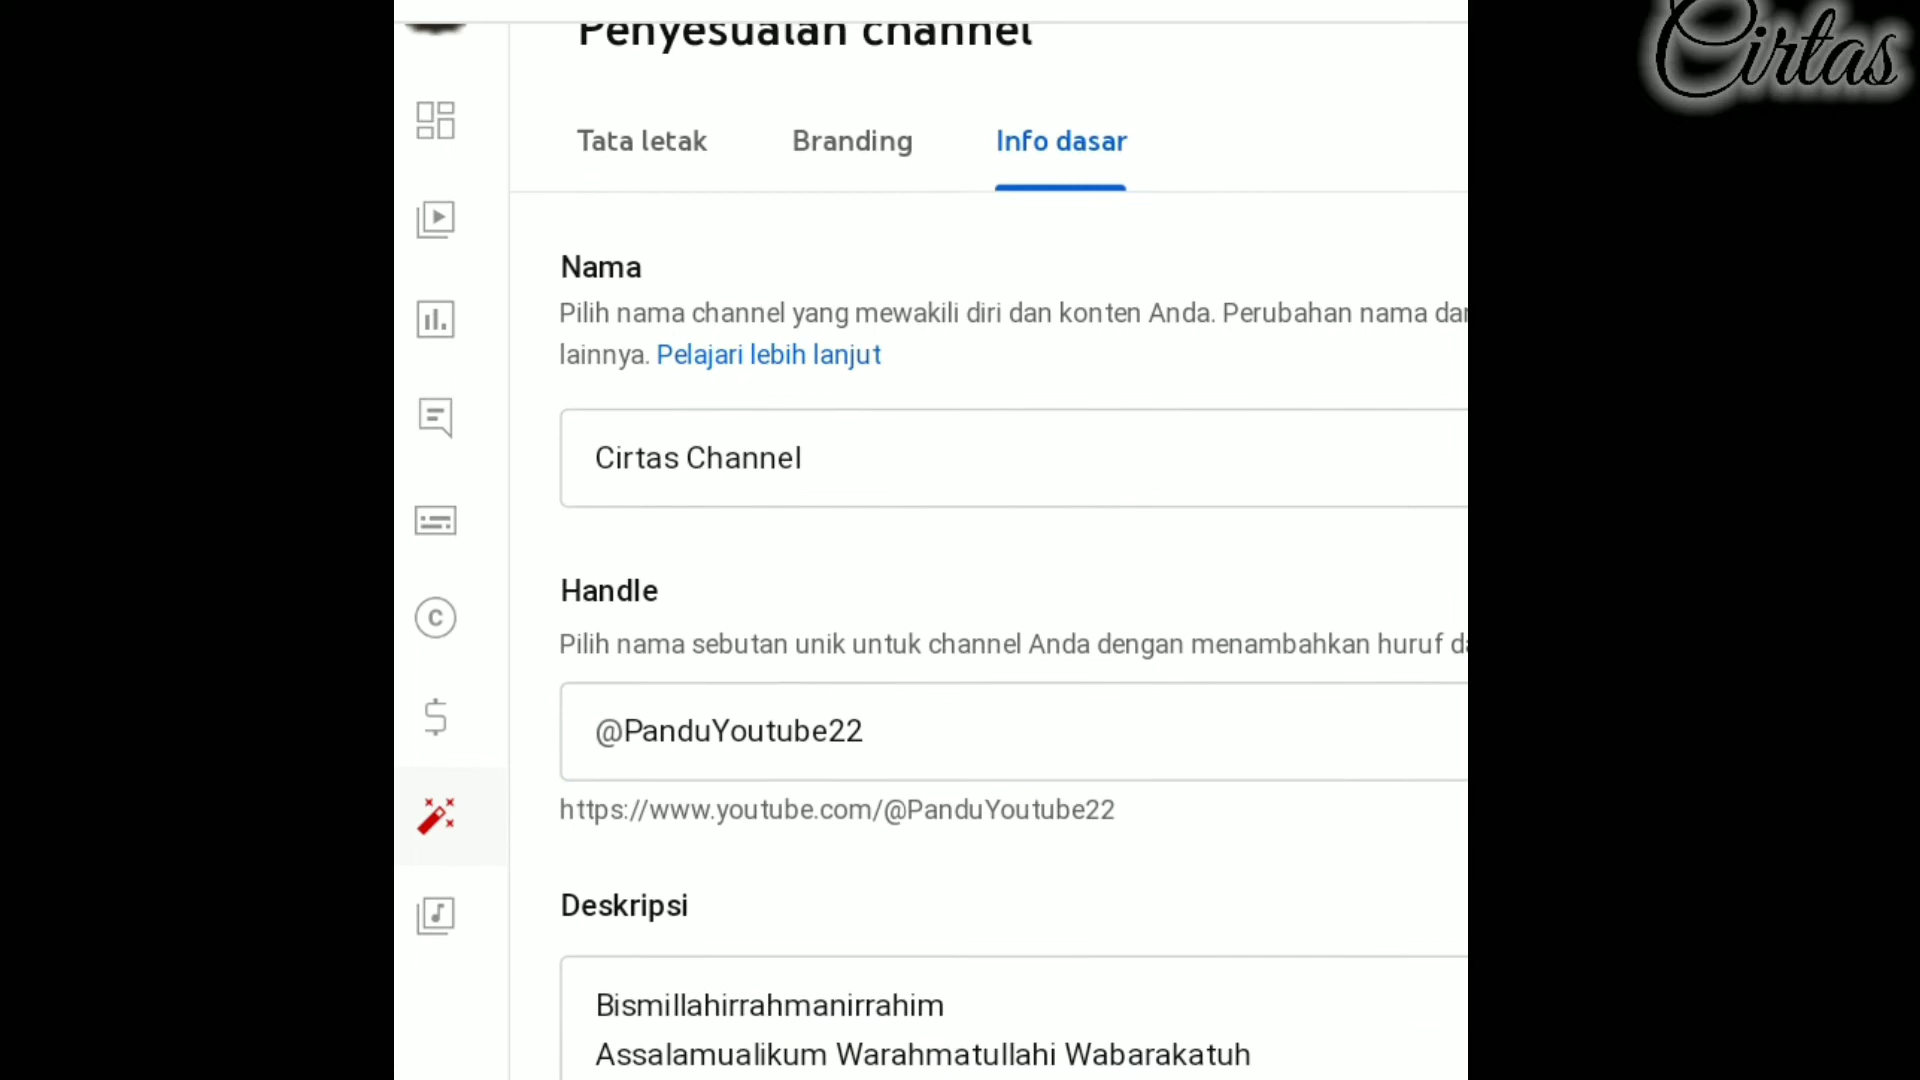 Penyesuaian channel
Cirtas
Tata letak
Branding
Info dasar
Nama
Pilih nama channel yang mewakili diri dan konten Anda. Perubahan nama
lainnya. Pelajari lebih lanjut
Cirtas Channel
Handle
Pilih nama sebutan unik untuk channel Anda dengan menambahkan huruf
@PanduYoutube22
https://www.youtube.com/@PanduYoutube22
Deskripsi
Bismillahirrahmanirrahim
Assalamualikum Warahmatullahi Wabarakatuh